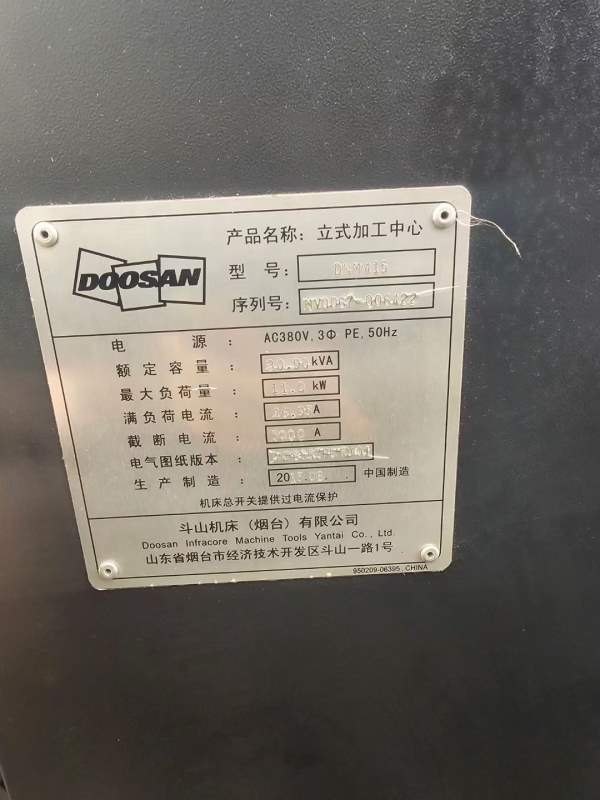 DOOSAN
产品名称: 立式加工中心
型 号:
序列号:
电 源 : AC380V, 3Φ PE, 50Hz
额定容量 : kVA
最大负荷量 : kW
满负荷电流 : A
截断电流 : A
电气图纸版本 :
生产制造 : 20 中国制造
机床总开关提供过电流保护
斗山机床（烟台）有限公司
Doosan Infracore Machine Tools Yantai Co., Ltd.
山东省烟台市经济技术开发区斗山一路1号
950209-06395, CHINA